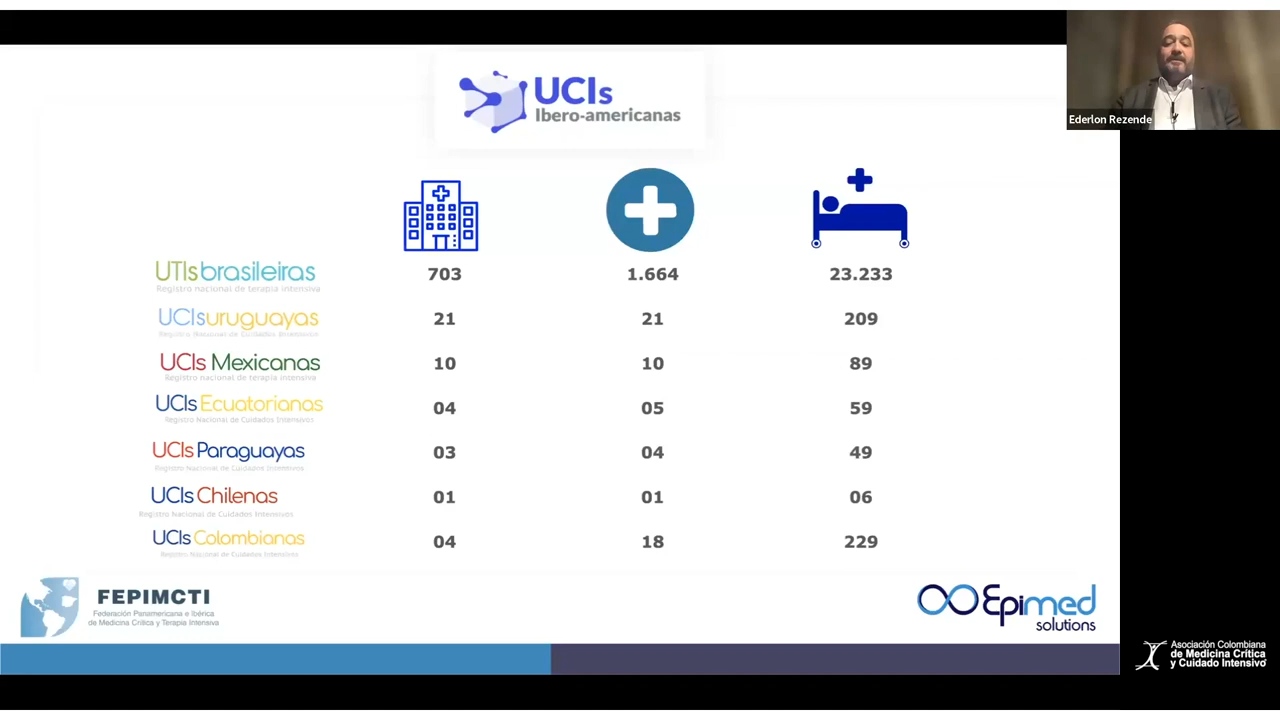 UCIs
Ibero-americanas
Ederlon Rezende
UTIsbrasileiras 703 1.664 23.233
Registro nacional de terapia intensiva
UCIsuruguayas 21 21 209
Registro Nacional de Cuidados Intensivos
UCIs Mexicanas 10 10 89
Registro nacional de terapia intensiva
UCIs Ecuatorianas 04 05 59
Registro Nacional de Cuidados Intensivos
UCIs Paraguayas 03 04 49
Registro Nacional de Cuidados Intensivos
UCIs Chilenas 01 01 06
Registro Nacional de Cuidados Intensivos
UCIs Colombianas 04 18 229
Registro Nacional de Cuidados Intensivos
FEPIMCTI
Federación Panamericana e Ibérica
de Medicina Crítica y Terapia Intensiva
Epimed
solutions
Asociación Colombiana
de Medicina Crítica
y Cuidado Intensivo